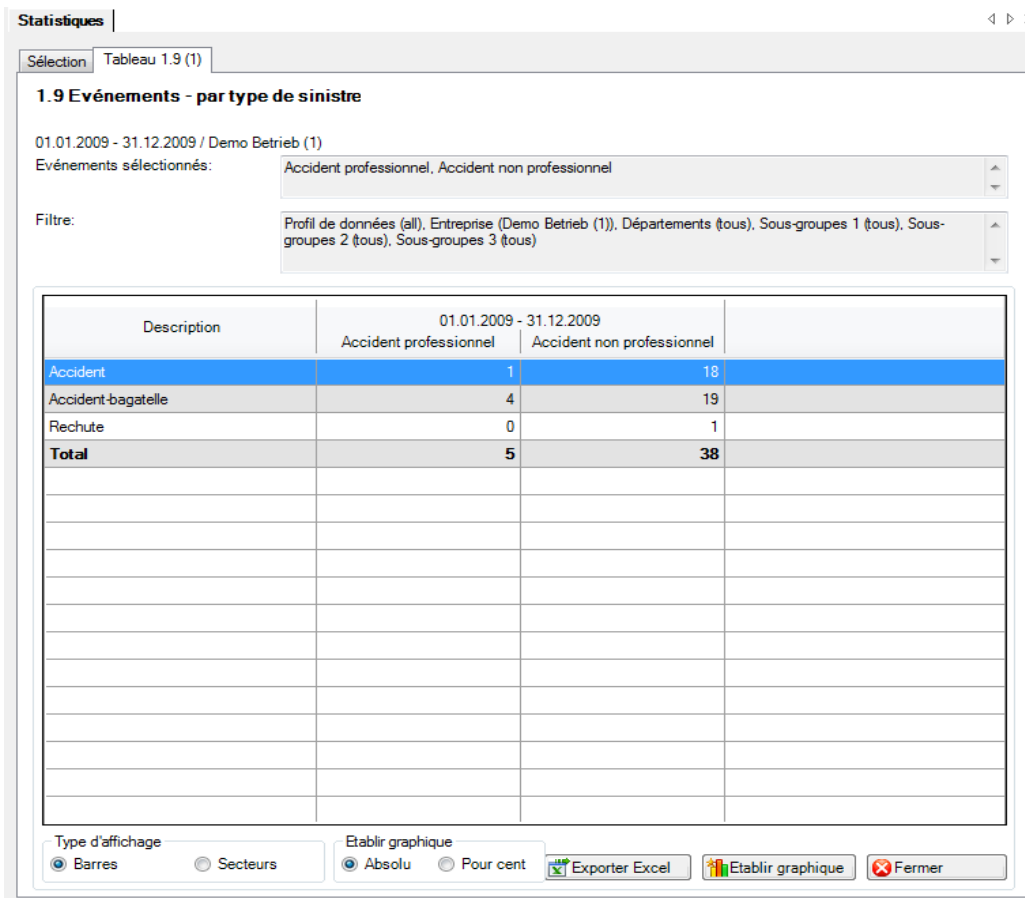 Statistiques
Sélection Tableau 1.9 (1)
1.9 Evénements - par type de sinistre
01.01.2009 - 31.12.2009 / Demo Betrieb (1)
Evénements sélectionnés: Accident professionnel, Accident non professionnel
Filtre: Profil de données (all), Entreprise (Demo Betrieb (1)), Départements (tous), Sous-groupes 1 (tous), Sous-
groupes 2 (tous), Sous-groupes 3 (tous)
Description 01.01.2009 - 31.12.2009
Accident professionnel Accident non professionnel
Accident 1 18
Accident-bagatelle 4 19
Rechute 0 1
Total 5 38
Type d'affichage Etablir graphique
Barres Secteurs Absolu Pour cent Exporter Excel Etablir graphique Fermer